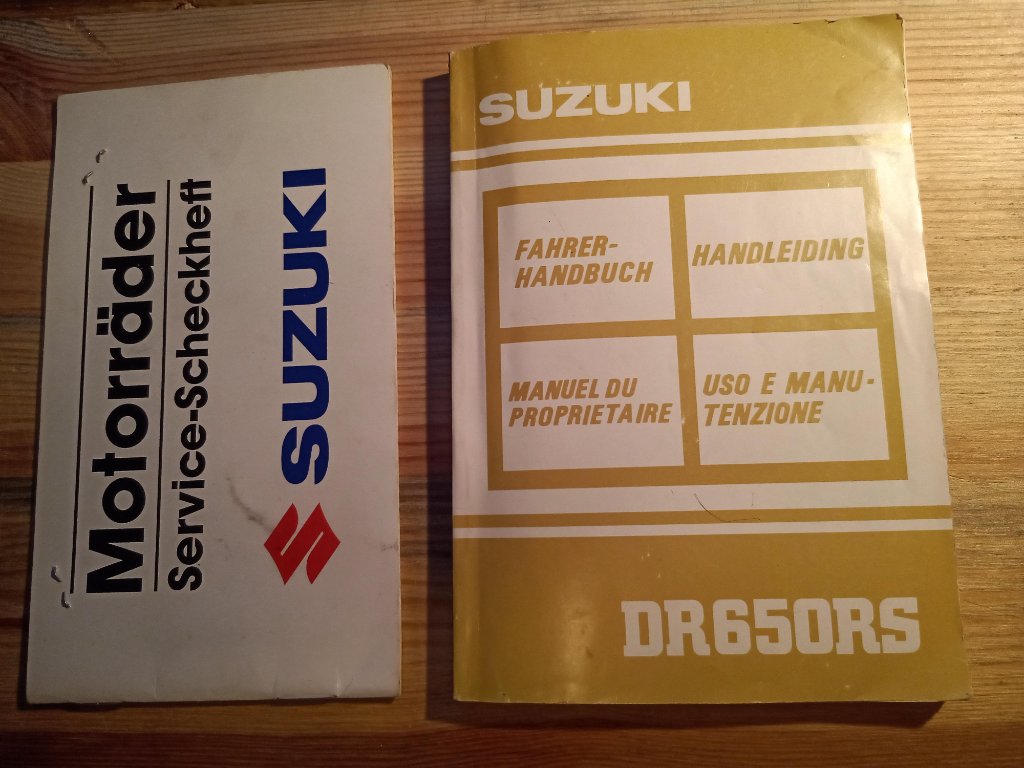 Motorräder
Service-Scheckheft
SUZUKI
SUZUKI
FAHRER-
HANDBUCH
HANDLEIDING
MANUEL DU
PROPRIETAIRE
USO E MANU-
TENZIONE
DR650RS